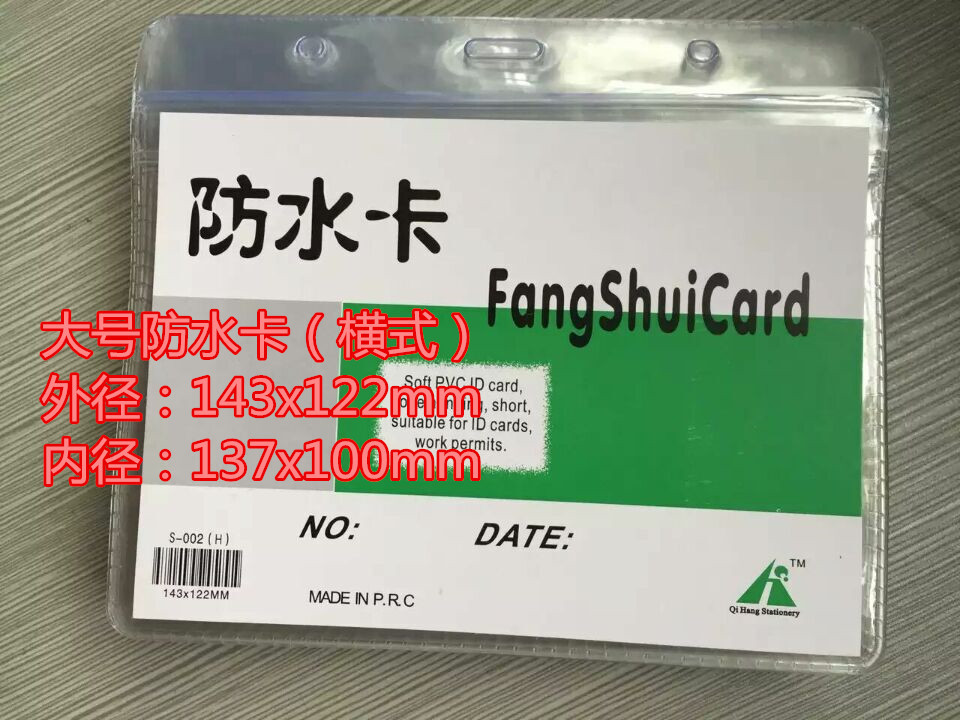 防水卡
FangShuiCard
大号防水卡（横式）
外径：143x122mm
内径：137x100mm
Soft PVC ID card,
short,
suitable for ID cards,
work permits.
NO:
DATE:
S-002(H)
143x122MM
MADE IN P.R.C
TM
Qi Hang Stationery